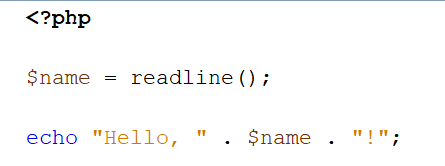 <?php
$name = readline();
echo "Hello, " . $name . "!";